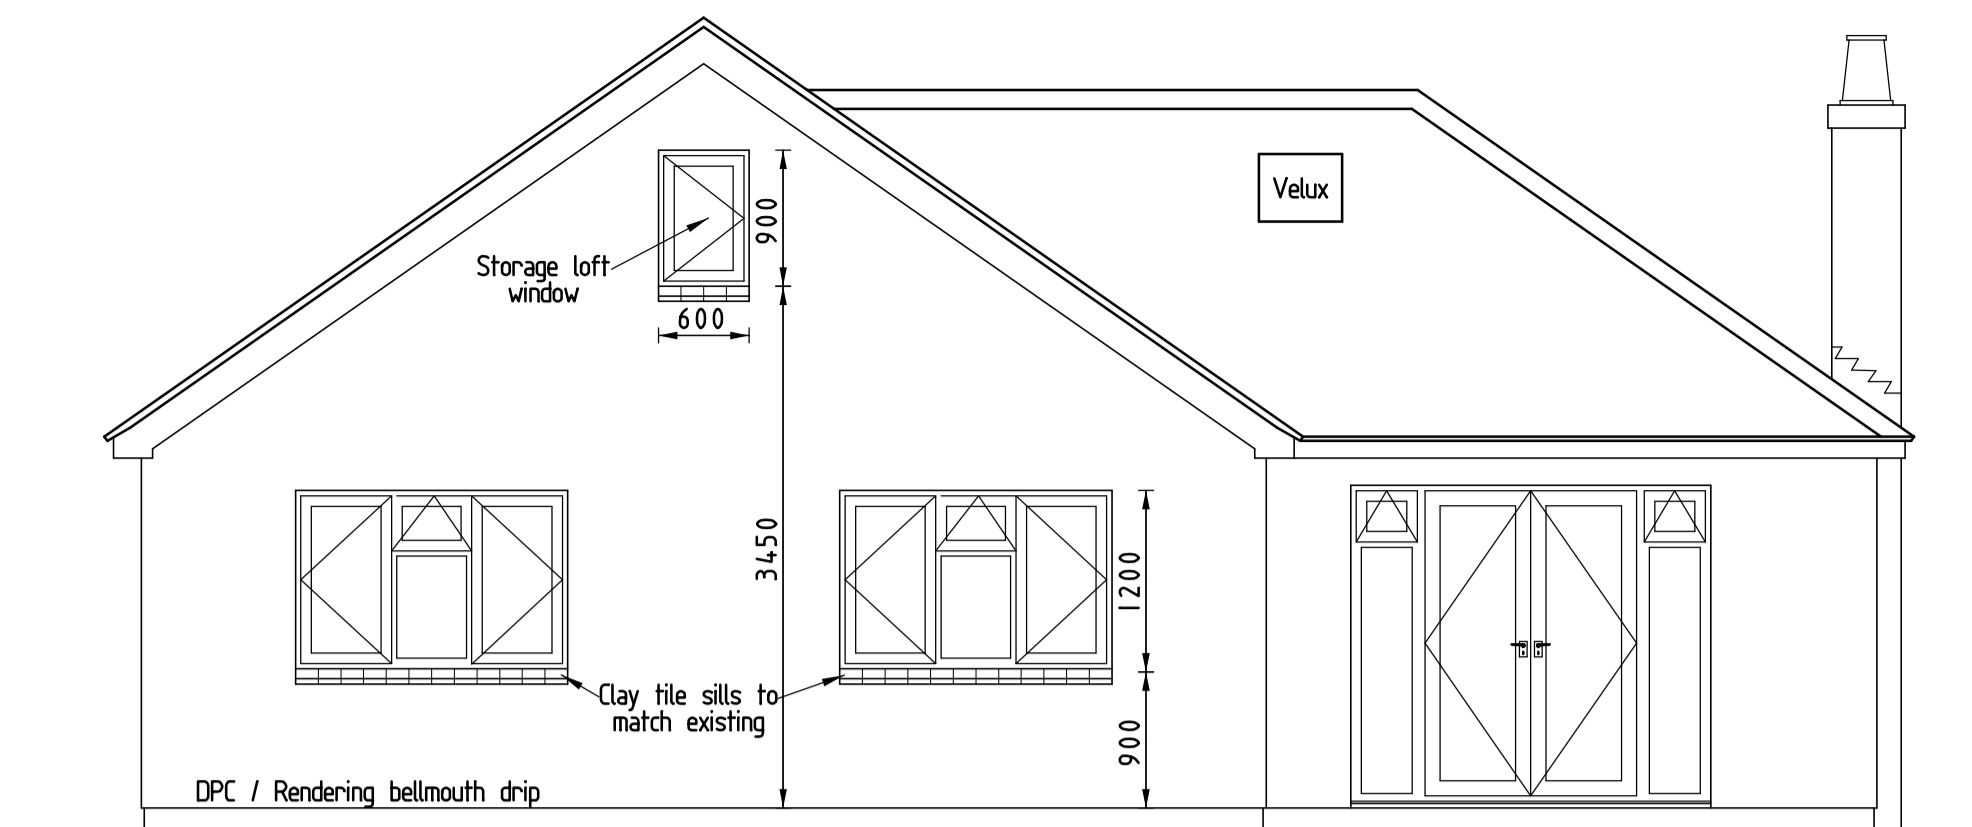 Velux
900
Storage loft
window
600
3450
1200
Clay tile sills to
match existing
900
DPC / Rendering bellmouth drip